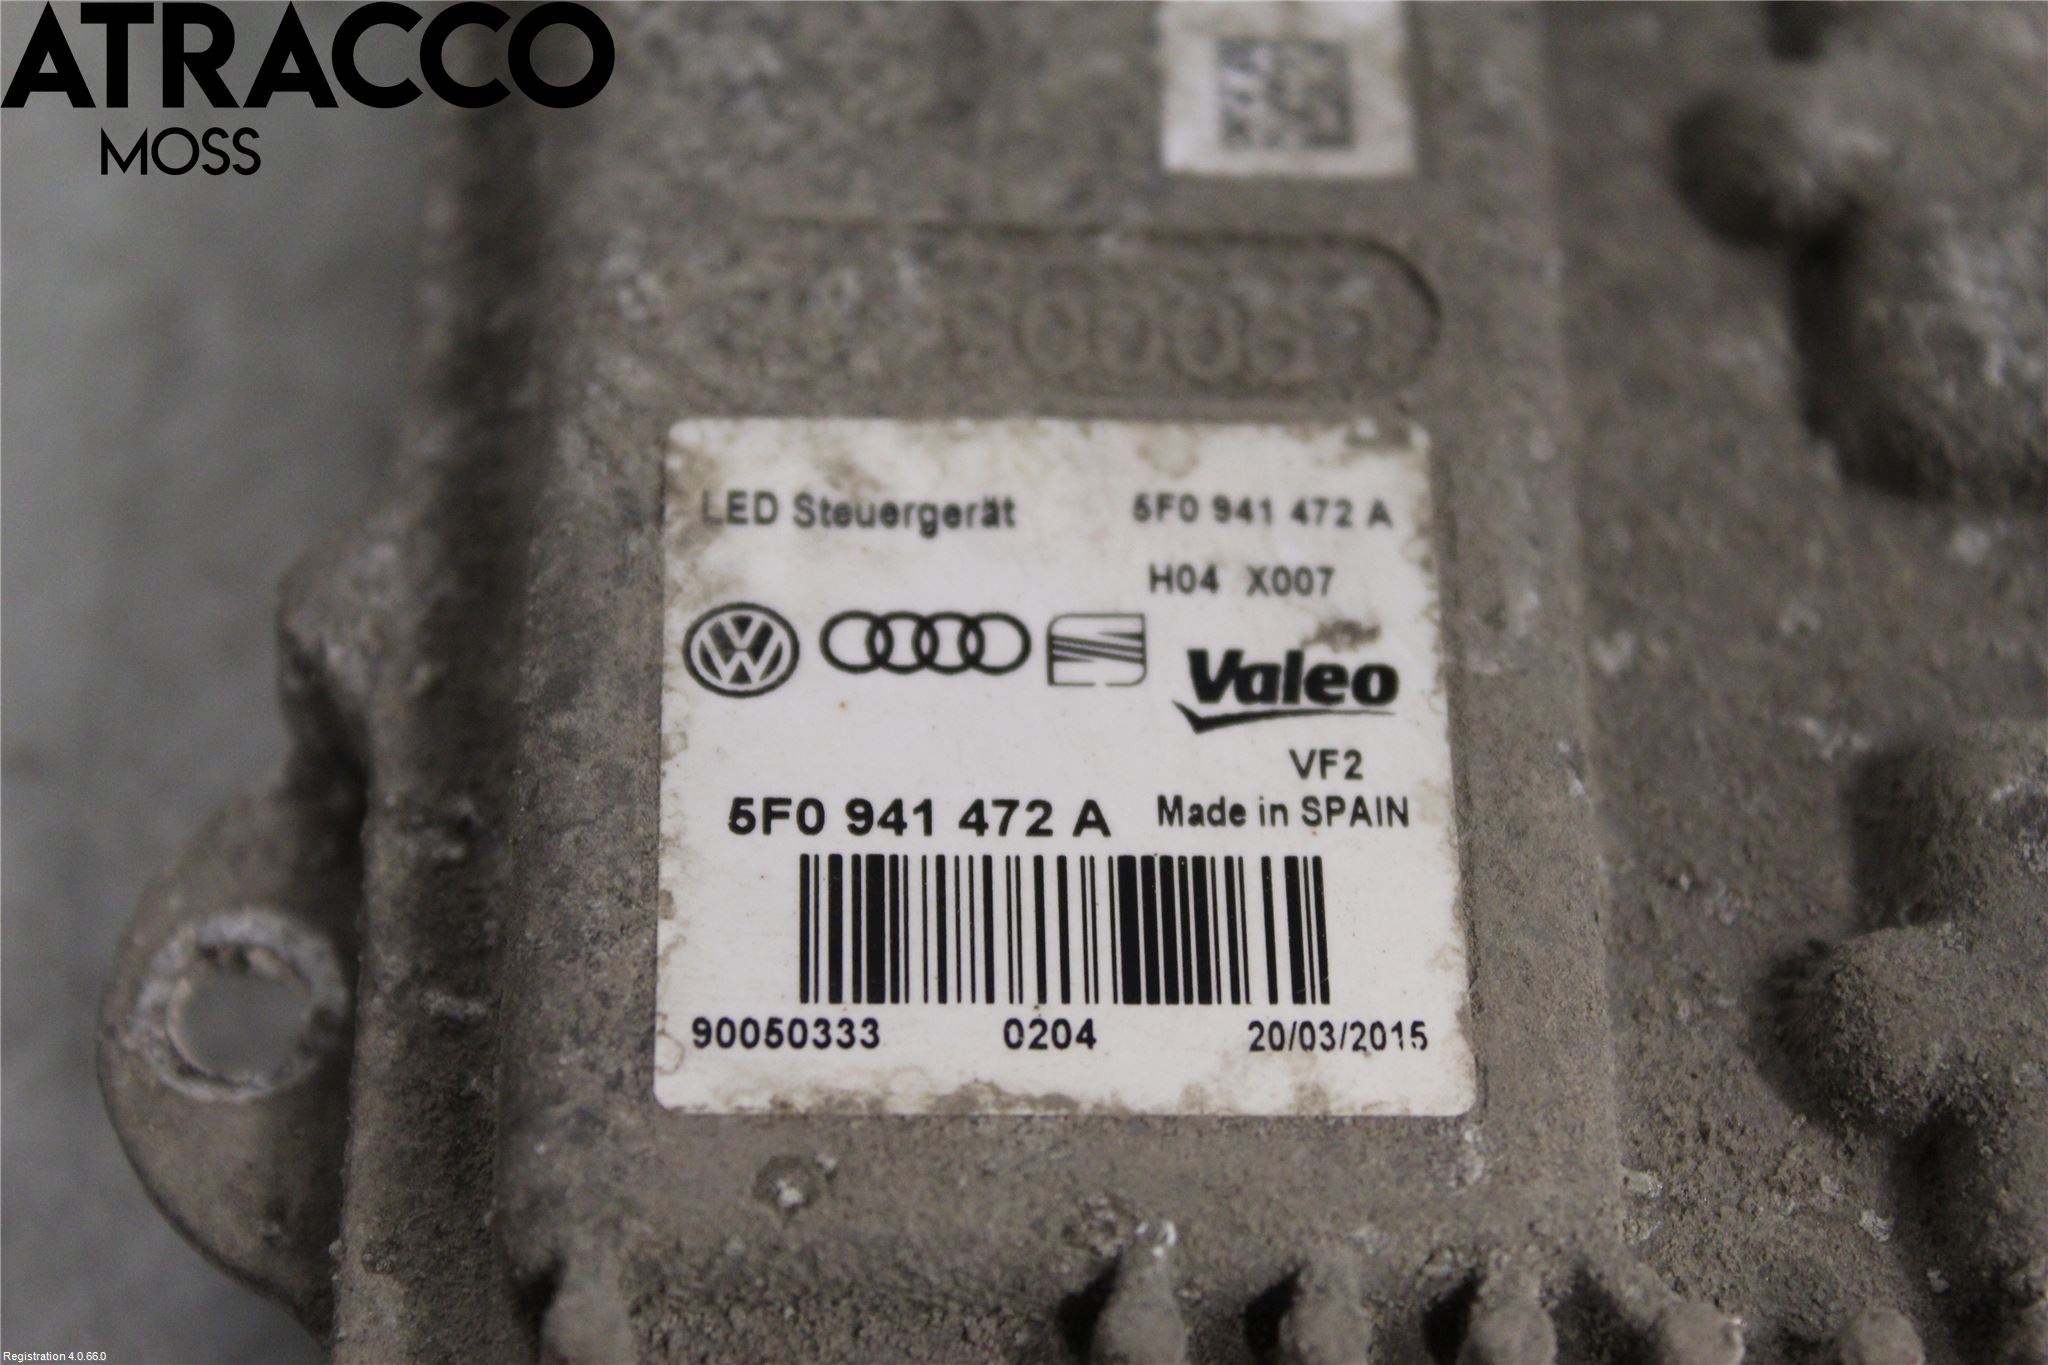 ATRACCO
MOSS
LED Steuergerät 5F0 941 472 A
H04 X007
Valeo
VF2
5F0 941 472 A Made in SPAIN
90050333 0204 20/03/2015
Registration 4.0.66.0